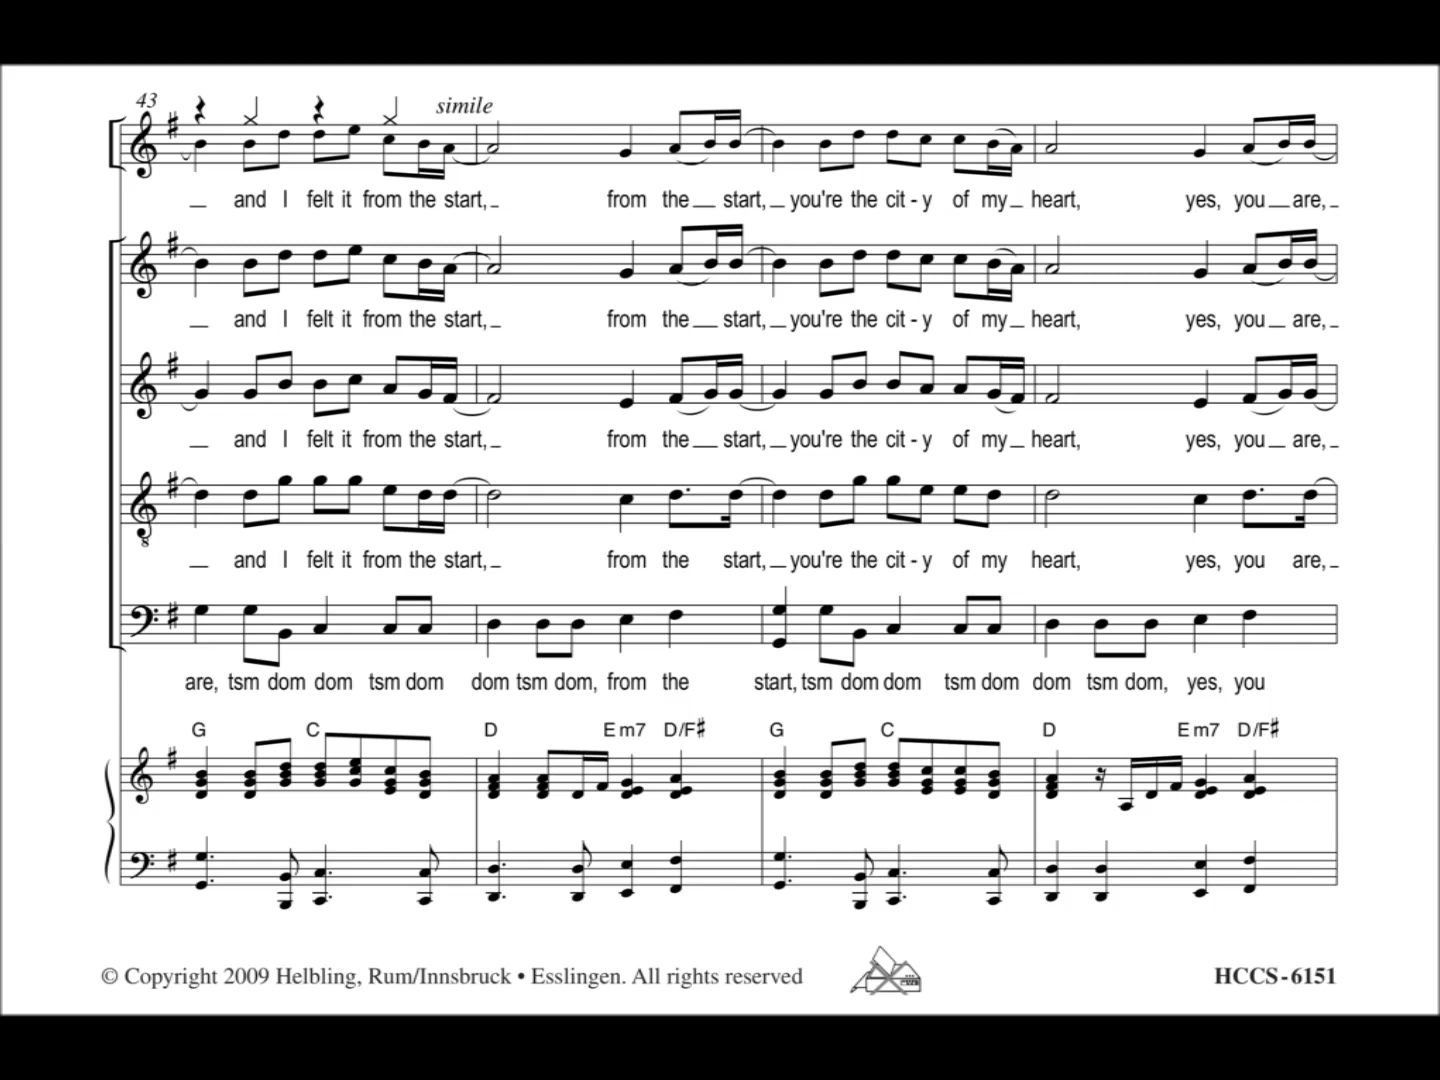 43 simile
_ and I felt it from the start, _ from the _ start, _ you're the cit - y of my _ heart, yes, you _ are, _
_ and I felt it from the start, _ from the _ start, _ you're the cit - y of my _ heart, yes, you _ are, _
_ and I felt it from the start, _ from the _ start, _ you're the cit - y of my _ heart, yes, you _ are, _
8
_ and I felt it from the start, _ from the start, _ you're the cit - y of my heart, yes, you are, _
are, tsm dom dom tsm dom dom tsm dom, from the start, tsm dom dom tsm dom dom tsm dom, yes, you
G C D Em7 D/F♯ G C D Em7 D/F♯
© Copyright 2009 Helbling, Rum/Innsbruck • Esslingen. All rights reserved HCCS-6151